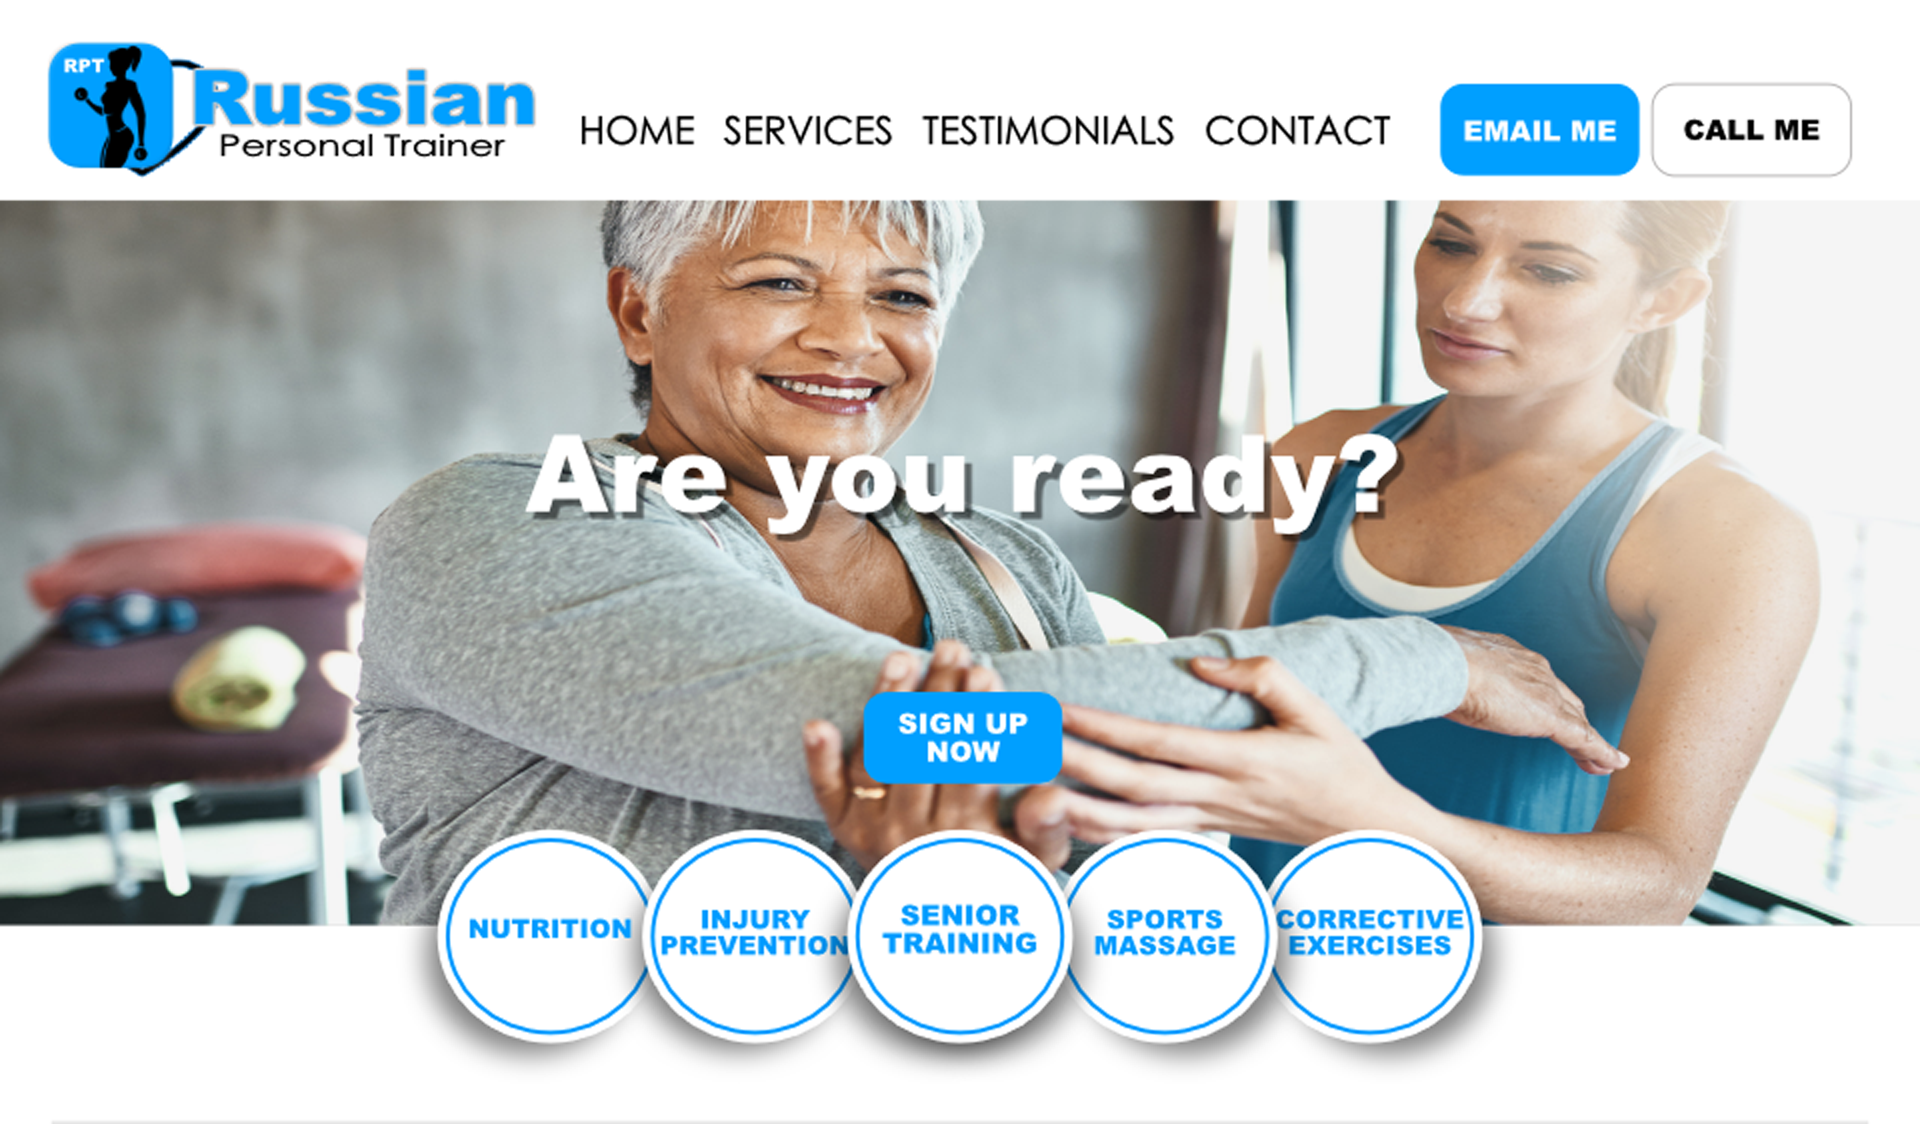 RPT
Russian
Personal Trainer
HOME SERVICES TESTIMONIALS CONTACT
EMAIL ME
CALL ME
Are you ready?
SIGN UP
NOW
NUTRITION
INJURY
PREVENTION
SENIOR
TRAINING
SPORTS
MASSAGE
CORRECTIVE
EXERCISES